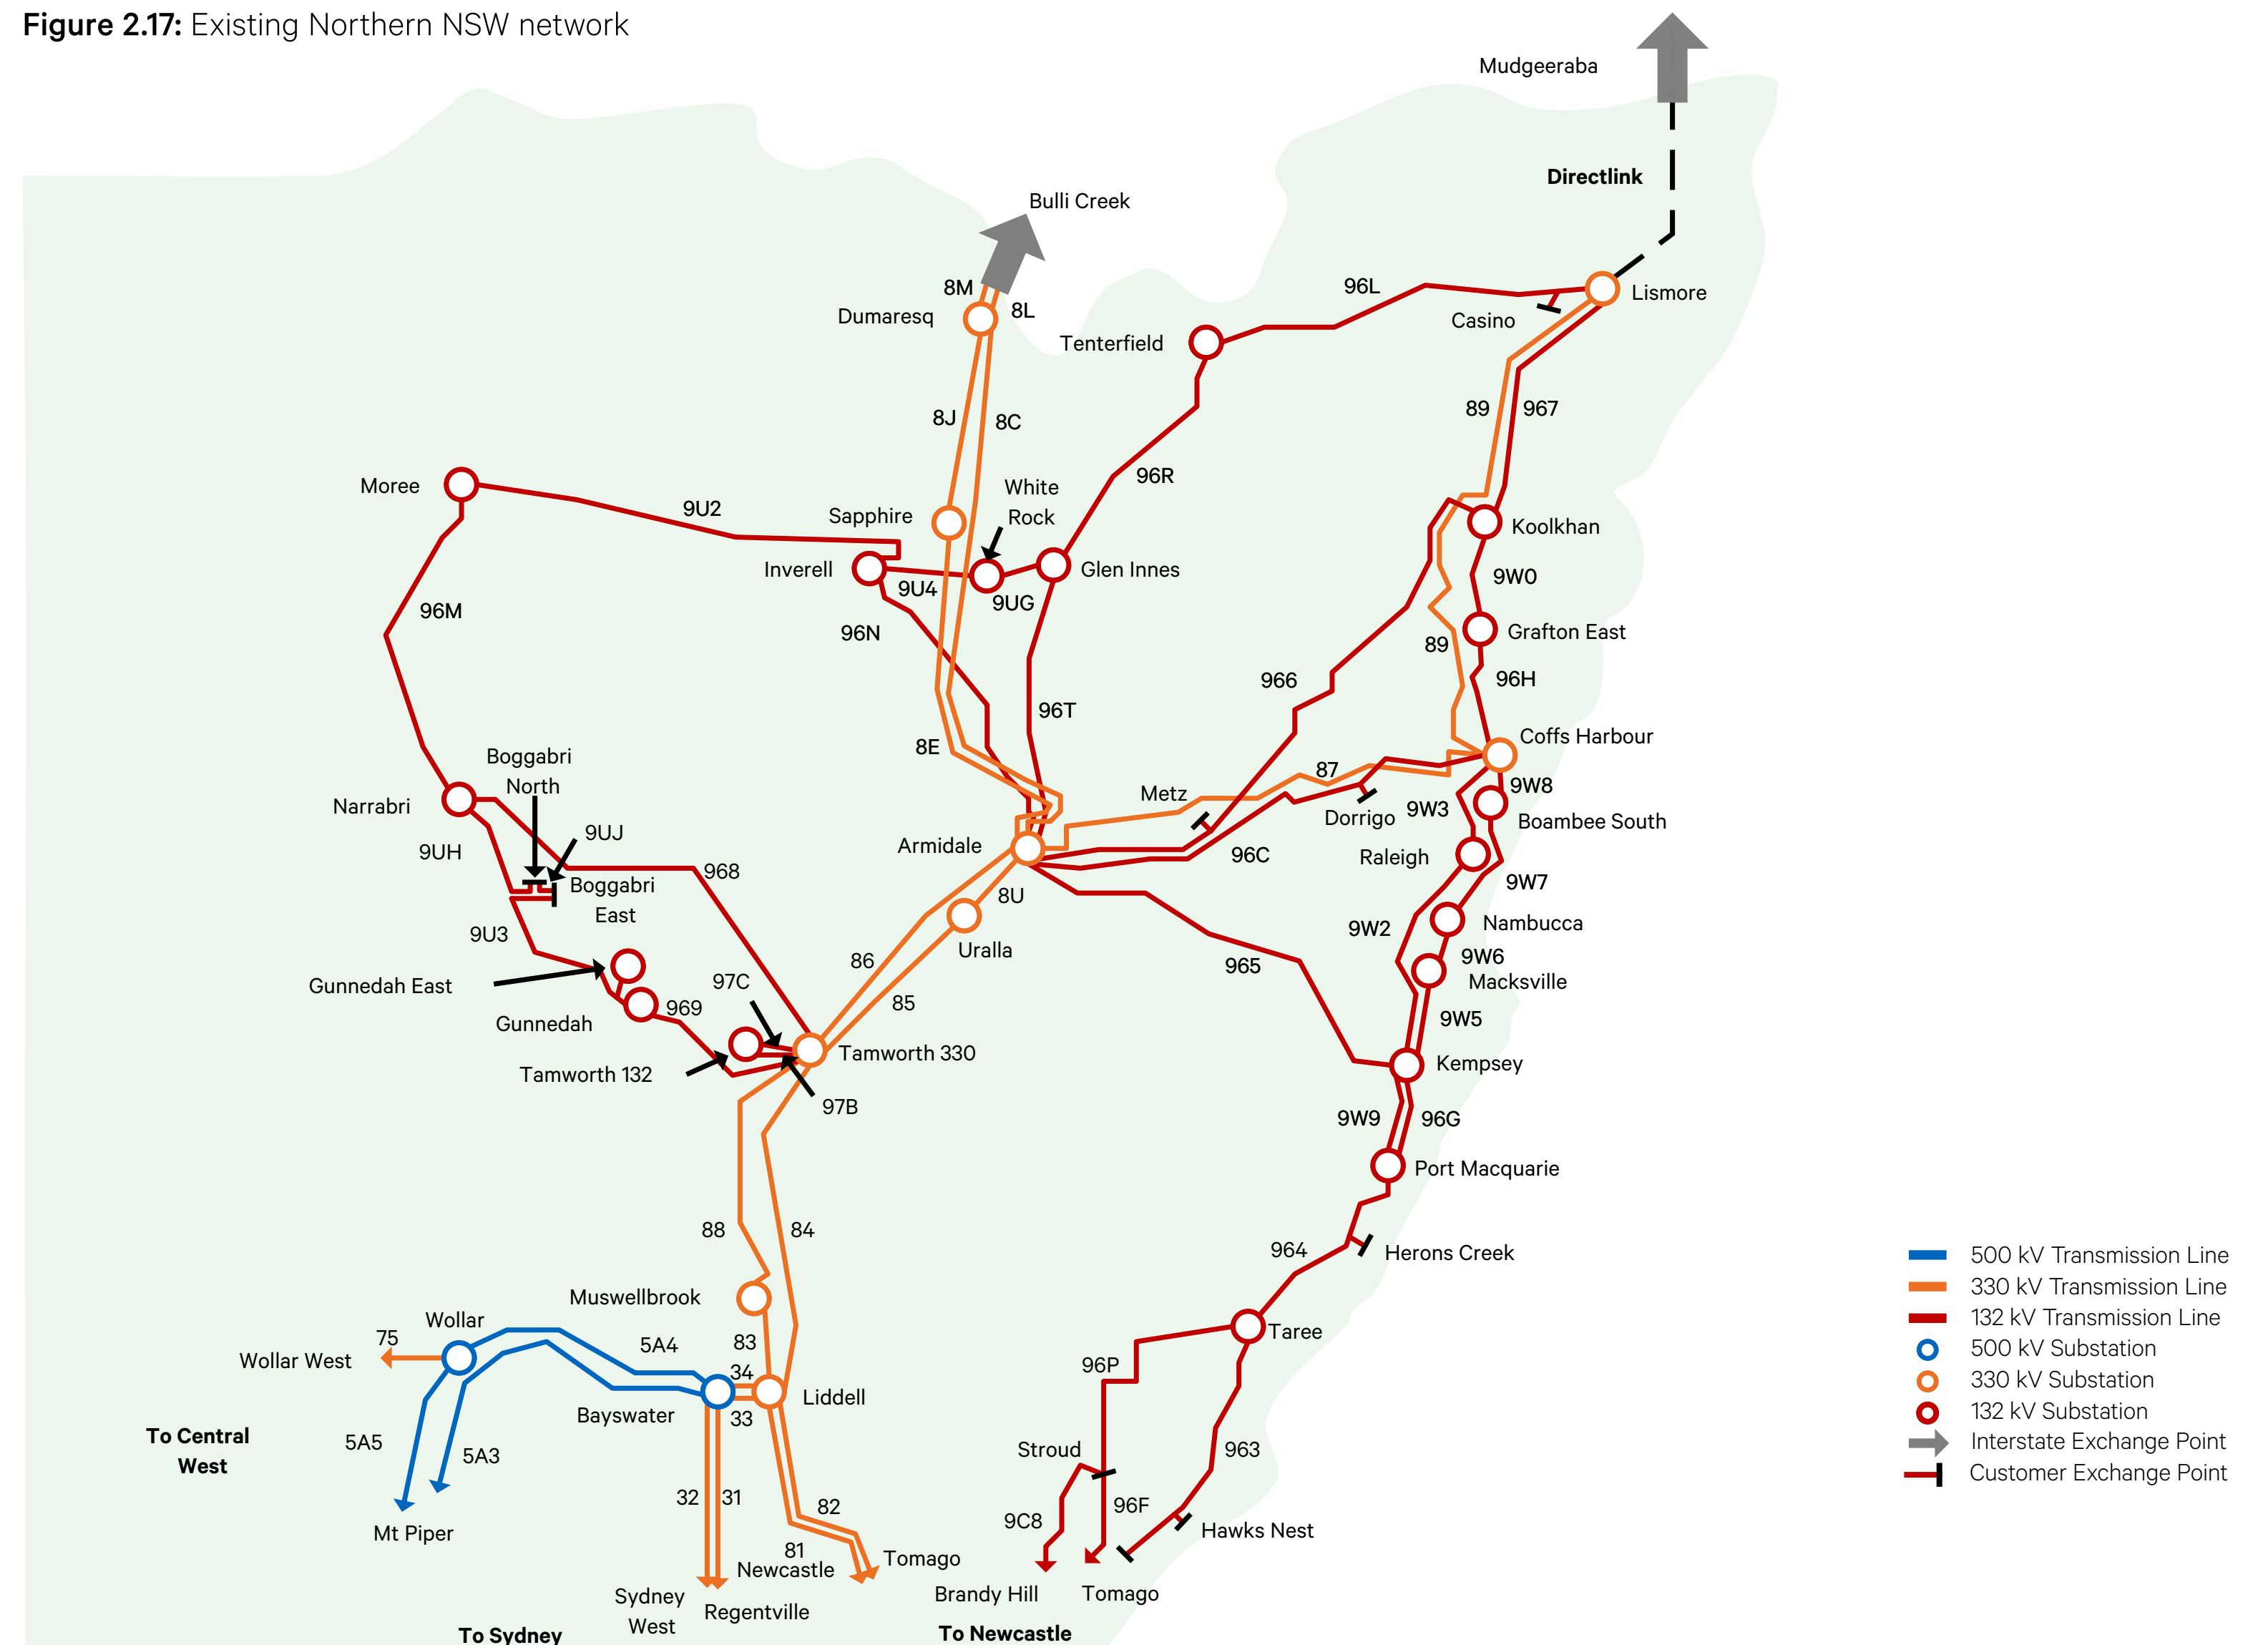 Figure 2.17: Existing Northern NSW network
Mudgeeraba
Directlink
Bulli Creek
8M
8L
Dumaresq
96L
Lismore
Casino
Tenterfield
8J
8C
89
967
96R
Moree
9U2
White
Rock
Sapphire
Koolkhan
Inverell
9U4
9UG
Glen Innes
9W0
96M
96N
Grafton East
89
966
96H
96T
8E
Coffs Harbour
Boggabri
North
87
9W8
Metz
Narrabri
Dorrigo
9W3
Boambee South
9UJ
9UH
Armidale
96C
Raleigh
968
Boggabri
East
8U
9W7
9U3
9W2
Nambucca
Uralla
86
9W6
965
Macksville
Gunnedah East
97C
85
969
Gunnedah
9W5
Tamworth 330
Tamworth 132
Kempsey
97B
9W9
96G
Port Macquarie
88
84
964
Herons Creek
Muswellbrook
Wollar
75
Wollar West
5A4
83
34
Taree
96P
Liddell
Bayswater
33
To Central
West
5A5
5A3
Stroud
963
32
31
82
96F
9C8
Mt Piper
Hawks Nest
81
Newcastle
Tomago
Sydney
West
Regentville
Brandy Hill
Tomago
To Sydney
To Newcastle
500 kV Transmission Line
330 kV Transmission Line
132 kV Transmission Line
500 kV Substation
330 kV Substation
132 kV Substation
Interstate Exchange Point
Customer Exchange Point